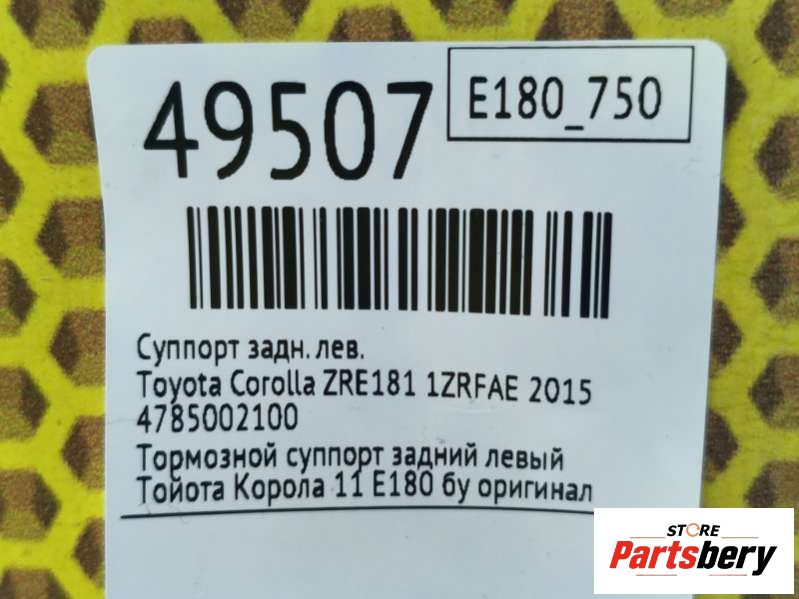 49507
E180_750
Суппорт задн. лев.
Toyota Corolla ZRE181 1ZRFAE 2015
4785002100
Тормозной суппорт задний левый
Тойота Корола 11 Е180 бу оригинал
STORE
Partsbery